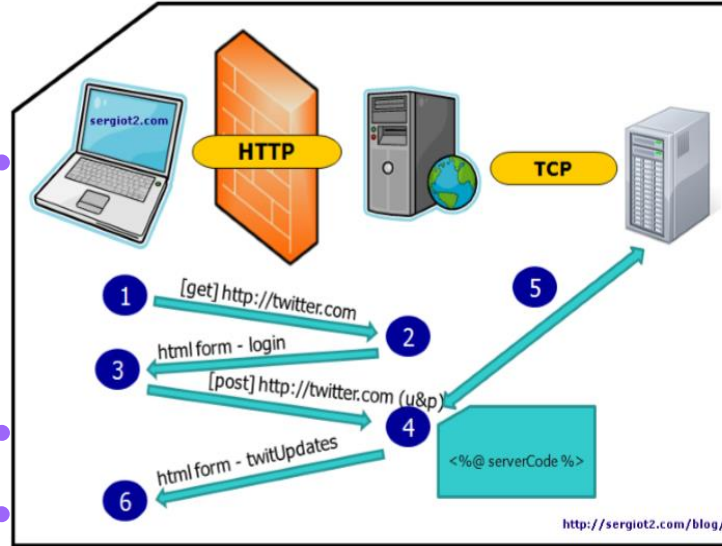 sergiot2.com
HTTP
TCP
1
[get] http://twitter.com
5
2
html form - login
3
[post] http://twitter.com (u&p)
4
<%@ serverCode %>
html form - twitUpdates
6
http://sergiot2.com/blog/